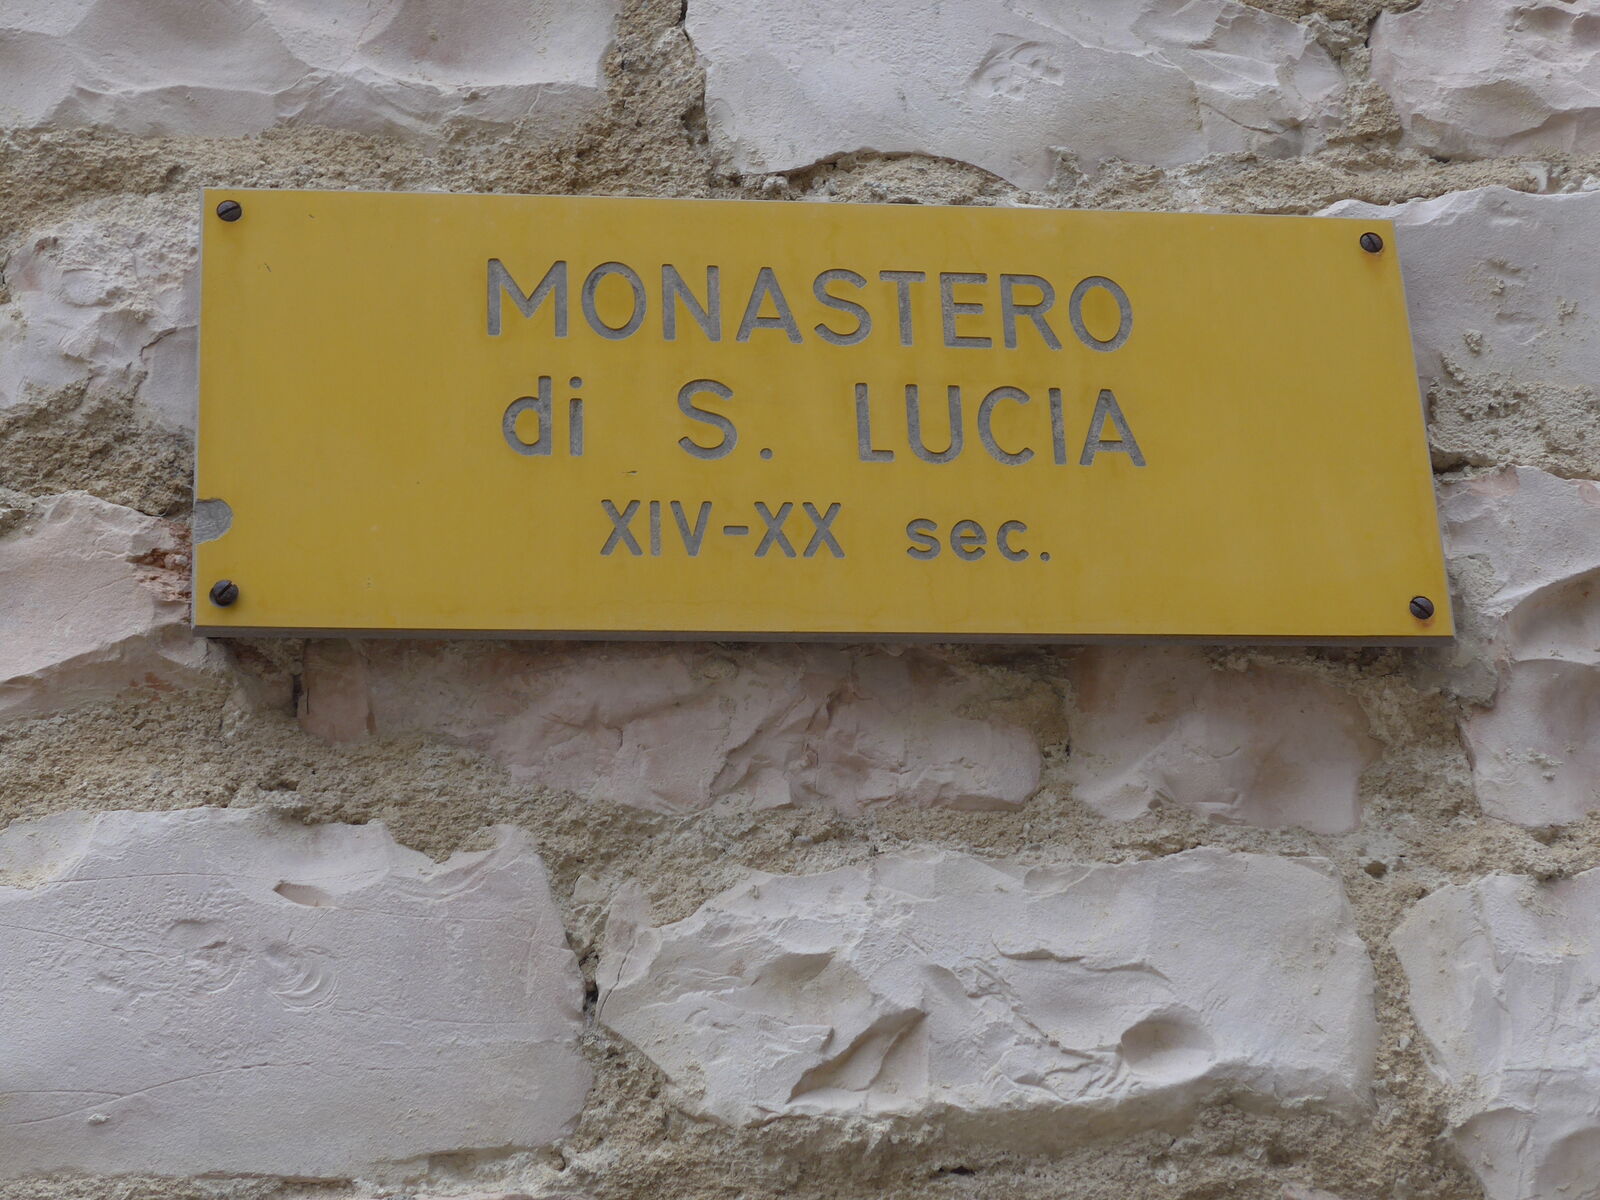 MONASTERO
di S. LUCIA
XIV-XX sec.